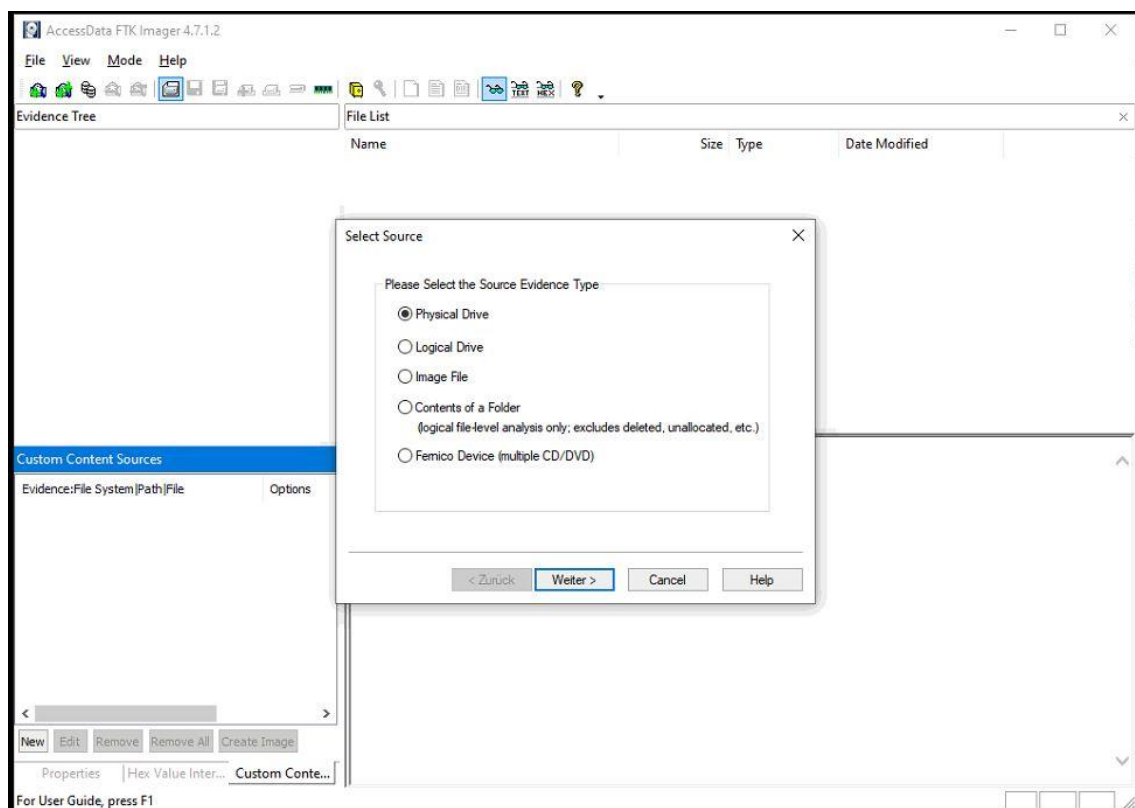 AccessData FTK Imager 4.7.1.2
File View Mode Help
TEXT HEX
Evidence Tree
File List
Name Size Type Date Modified
Select Source
Please Select the Source Evidence Type
Physical Drive
Logical Drive
Image File
Contents of a Folder
(logical file-level analysis only; excludes deleted, unallocated, etc.)
Fernico Device (multiple CD/DVD)
< Zurück Weiter > Cancel Help
Custom Content Sources
Evidence:File System|Path|File Options
New Edit Remove Remove All Create Image
Properties Hex Value Inter... Custom Conte...
For User Guide, press F1